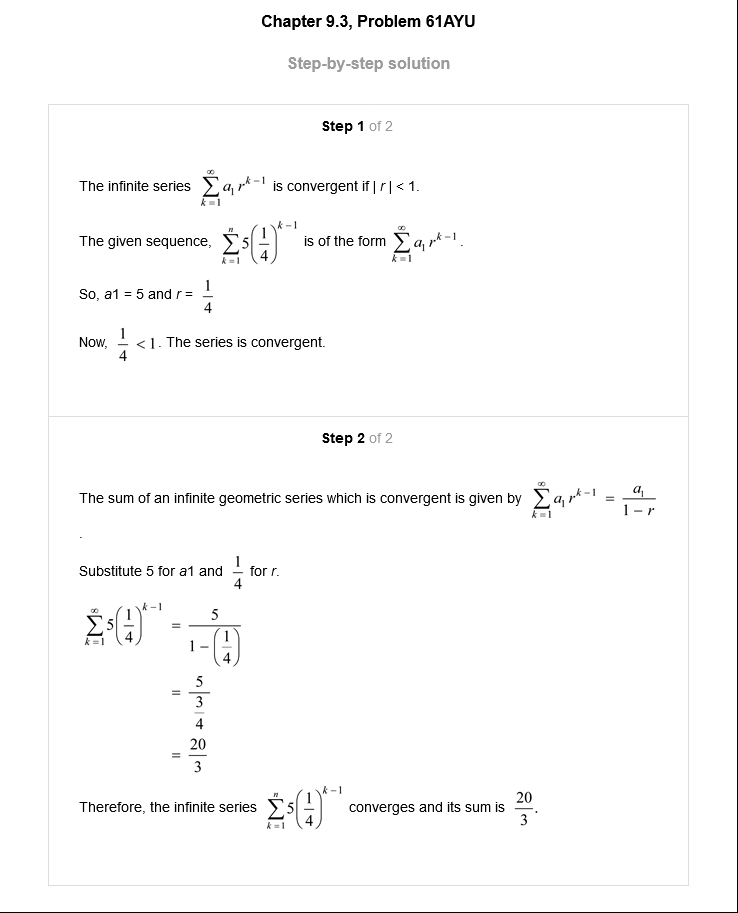 Chapter 9.3, Problem 61AYU
Step-by-step solution
Step 1 of 2
The infinite series $\sum_{k=1}^{\infty} a_1 r^{k-1}$ is convergent if | r | < 1.
The given sequence, $\sum_{k=1}^{n} 5\left(\frac{1}{4}\right)^{k-1}$ is of the form $\sum_{k=1}^{\infty} a_1 r^{k-1}$.
So, a1 = 5 and r = $\frac{1}{4}$
Now, $\frac{1}{4} < 1$. The series is convergent.
Step 2 of 2
The sum of an infinite geometric series which is convergent is given by $\sum_{k=1}^{\infty} a_1 r^{k-1} = \frac{a_1}{1-r}$
.
Substitute 5 for a1 and $\frac{1}{4}$ for r.
$\sum_{k=1}^{\infty} 5\left(\frac{1}{4}\right)^{k-1} = \frac{5}{1-\left(\frac{1}{4}\right)}$
$= \frac{5}{\frac{3}{4}}$
$= \frac{20}{3}$
Therefore, the infinite series $\sum_{k=1}^{n} 5\left(\frac{1}{4}\right)^{k-1}$ converges and its sum is $\frac{20}{3}$.